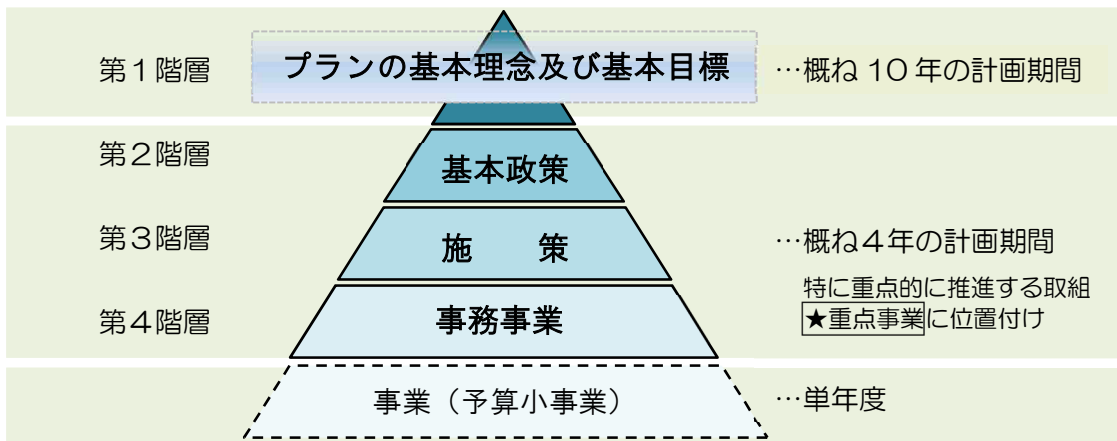 第１階層
プランの基本理念及び基本目標
…概ね 10 年の計画期間
第２階層
基本政策
第３階層
施　　策
…概ね４年の計画期間
特に重点的に推進する取組
★重点事業に位置付け
第４階層
事務事業
事業（予算小事業）
…単年度